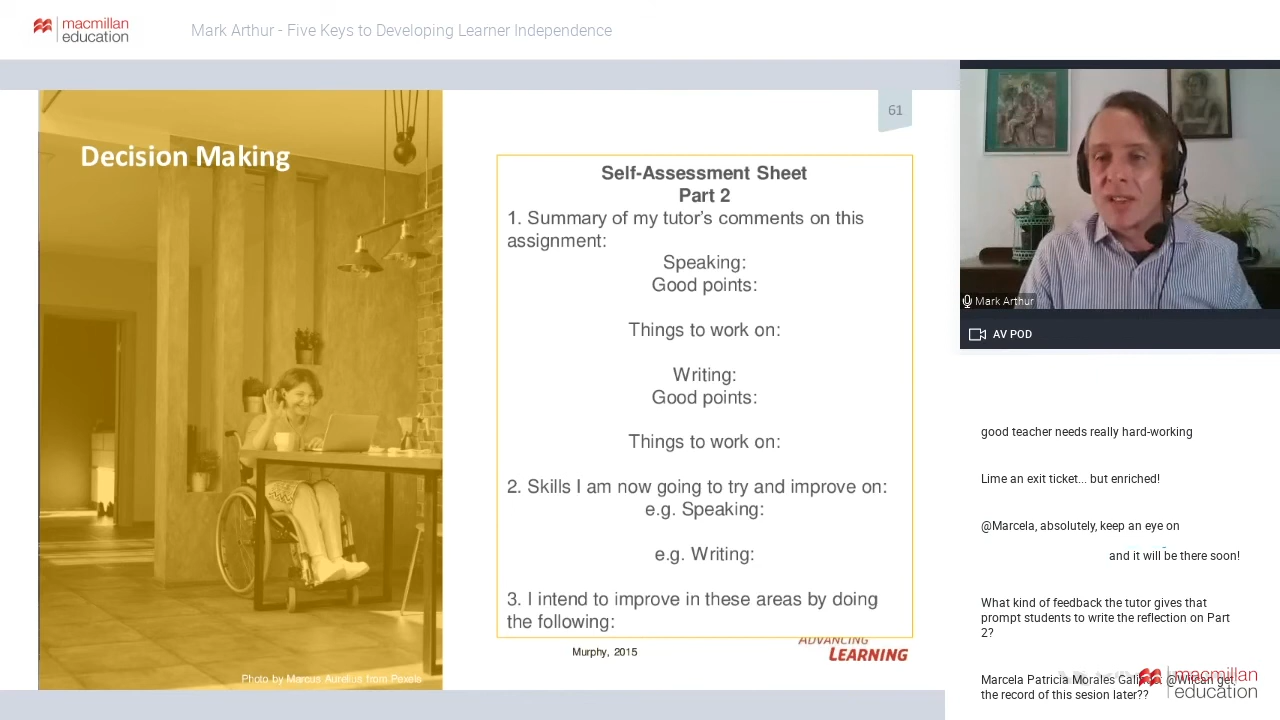 macmillan
education
Mark Arthur - Five Keys to Developing Learner Independence
Decision Making
61
Self-Assessment Sheet
Part 2
1. Summary of my tutor's comments on this
assignment:
Speaking:
Good points:
Things to work on:
Writing:
Good points:
Things to work on:
2. Skills I am now going to try and improve on:
e.g. Speaking:
e.g. Writing:
3. I intend to improve in these areas by doing
the following:
Murphy, 2015
ADVANCING
LEARNING
Photo by Marcus Aurelius from Pexels
Mark Arthur
AV POD
good teacher needs really hard-working
Lime an exit ticket... but enriched!
@Marcela, absolutely, keep an eye on
and it will be there soon!
What kind of feedback the tutor gives that
prompt students to write the reflection on Part
2?
Marcela Patricia Morales
the record of this sesion later??
macmillan
education